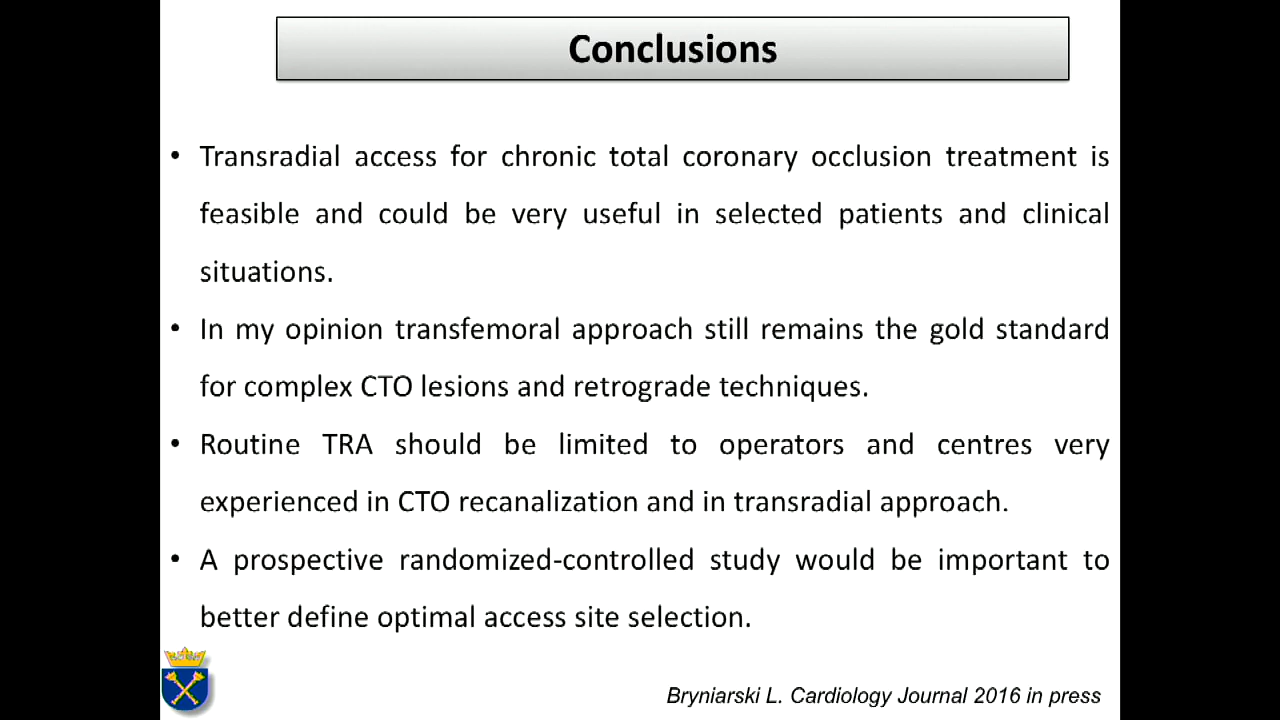 Conclusions
• Transradial access for chronic total coronary occlusion treatment is
feasible and could be very useful in selected patients and clinical
situations.
• In my opinion transfemoral approach still remains the gold standard
for complex CTO lesions and retrograde techniques.
• Routine TRA should be limited to operators and centres very
experienced in CTO recanalization and in transradial approach.
• A prospective randomized-controlled study would be important to
better define optimal access site selection.
Bryniarski L. Cardiology Journal 2016 in press